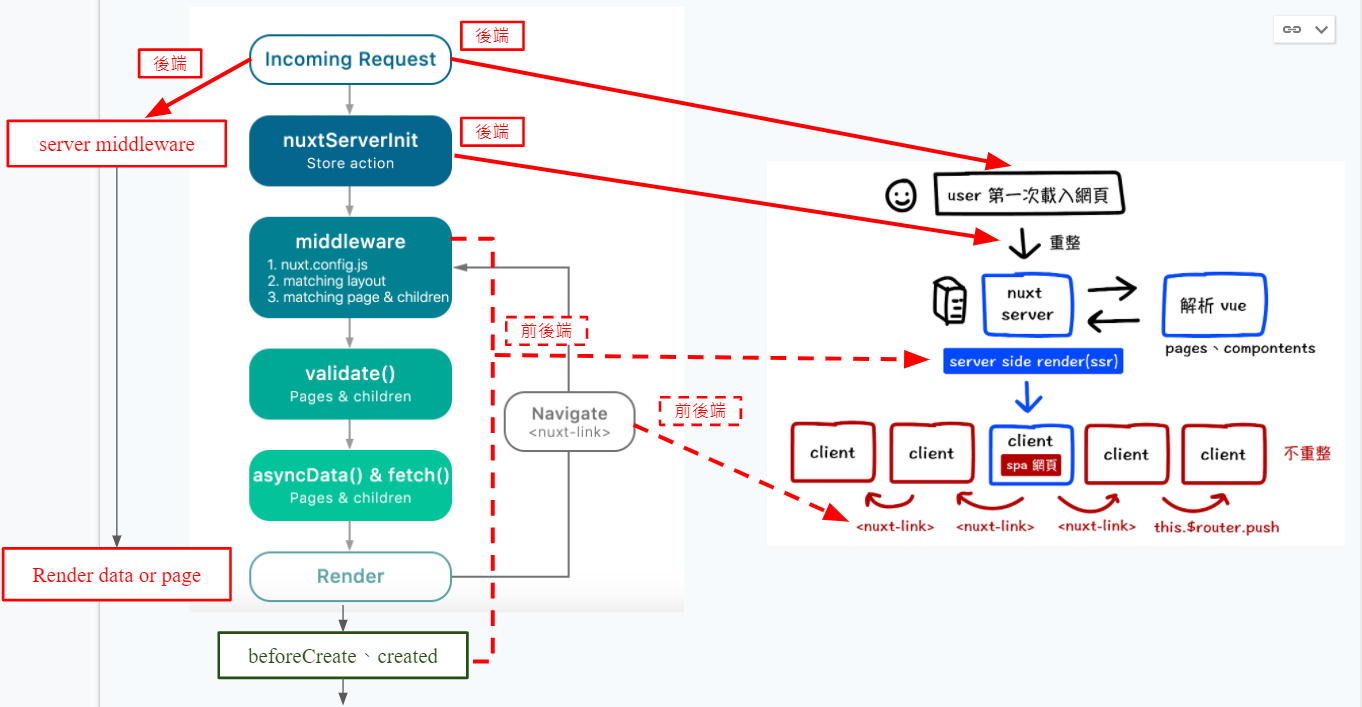 後端
Incoming Request
後端
server middleware
nuxtServerInit
Store action
後端
middleware
1. nuxt.config.js
2. matching layout
3. matching page & children
前後端
validate()
Pages & children
Navigate
<nuxt-link>
前後端
asyncData() & fetch()
Pages & children
Render data or page
Render
beforeCreate、created
user 第一次載入網頁
重整
nuxt
server
解析 vue
pages、compontents
server side render(ssr)
client
client
client
spa 網頁
client
client
不重整
<nuxt-link>
<nuxt-link>
<nuxt-link>
this.$router.push